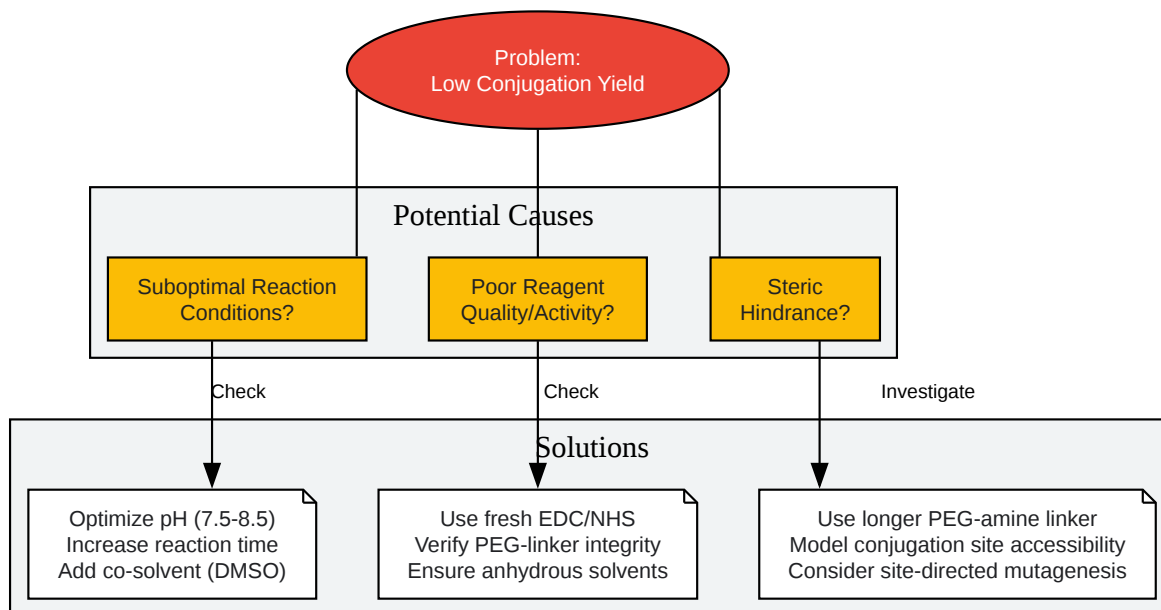 Problem:
Low Conjugation Yield
Potential Causes
Suboptimal Reaction
Conditions?
Poor Reagent
Quality/Activity?
Steric
Hindrance?
Check
Check
Investigate
Solutions
Optimize pH (7.5-8.5)
Increase reaction time
Add co-solvent (DMSO)
Use fresh EDC/NHS
Verify PEG-linker integrity
Ensure anhydrous solvents
Use longer PEG-amine linker
Model conjugation site accessibility
Consider site-directed mutagenesis